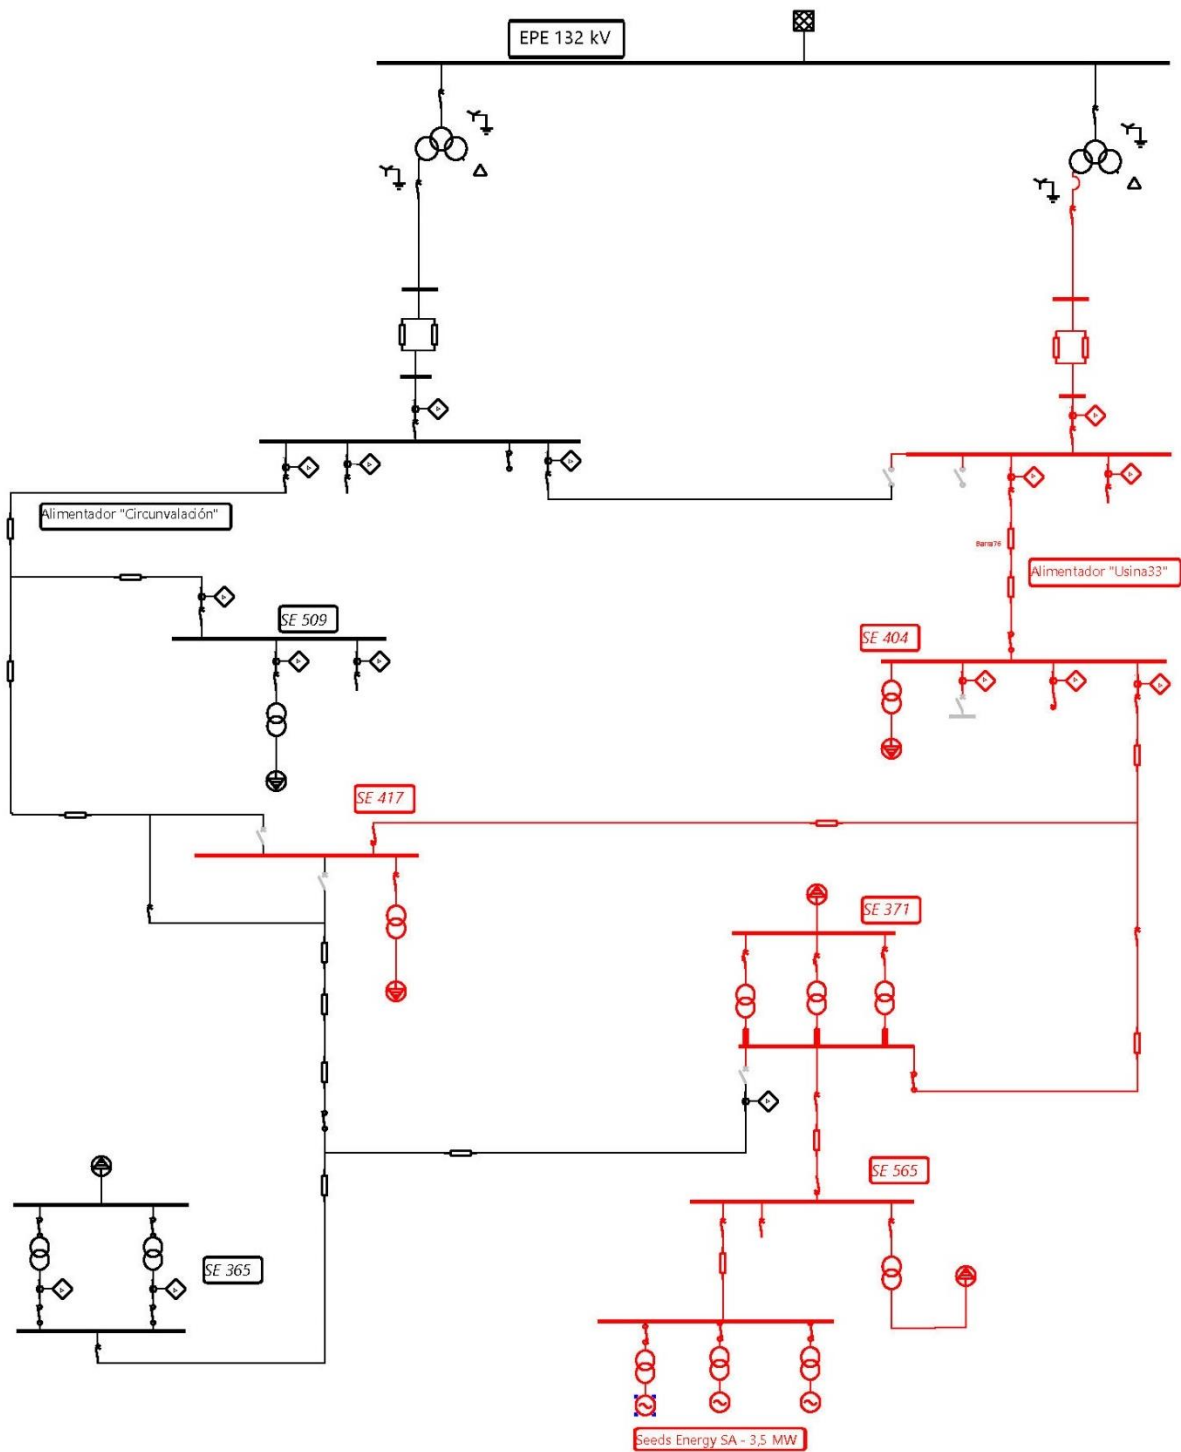 EPE 132 kV
Alimentador "Circunvalación"
Barra76
Alimentador "Usina33"
SE 509
SE 404
SE 417
SE 371
SE 565
SE 365
Seeds Energy SA - 3,5 MW